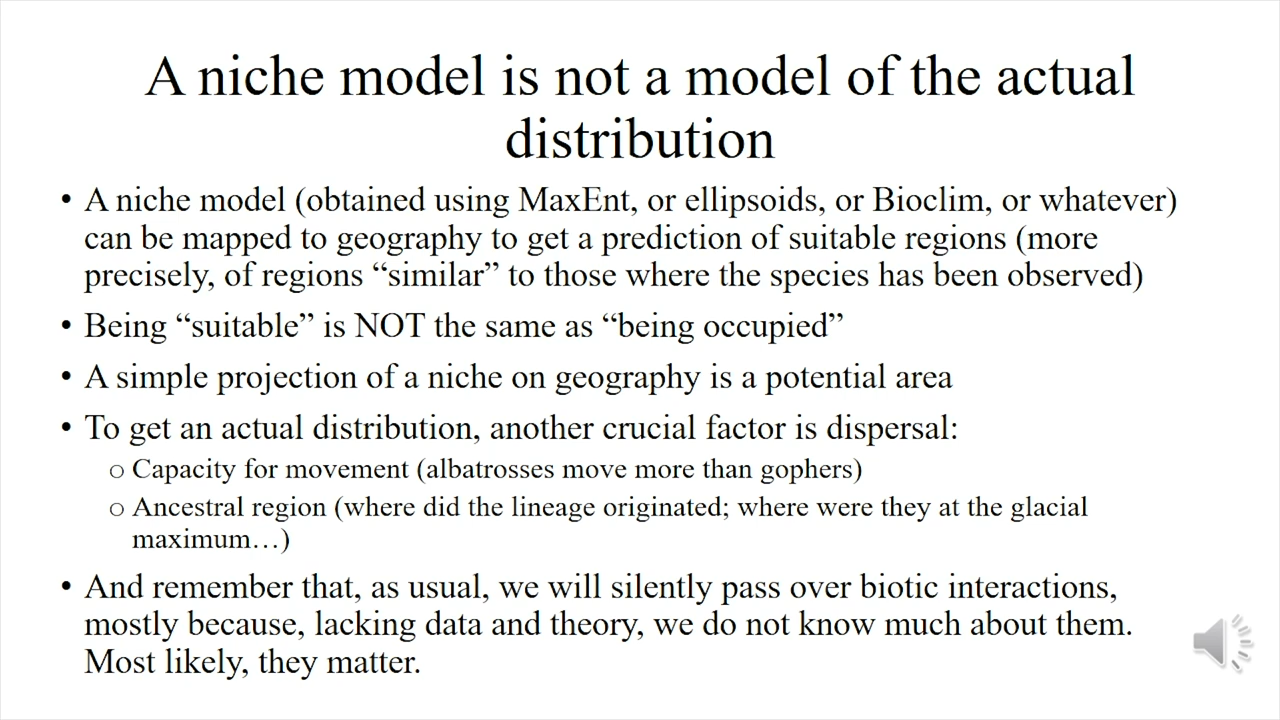 A niche model is not a model of the actual
distribution
• A niche model (obtained using MaxEnt, or ellipsoids, or Bioclim, or whatever)
can be mapped to geography to get a prediction of suitable regions (more
precisely, of regions “similar” to those where the species has been observed)
• Being “suitable” is NOT the same as “being occupied”
• A simple projection of a niche on geography is a potential area
• To get an actual distribution, another crucial factor is dispersal:
o Capacity for movement (albatrosses move more than gophers)
o Ancestral region (where did the lineage originated; where were they at the glacial
maximum…)
• And remember that, as usual, we will silently pass over biotic interactions,
mostly because, lacking data and theory, we do not know much about them.
Most likely, they matter.